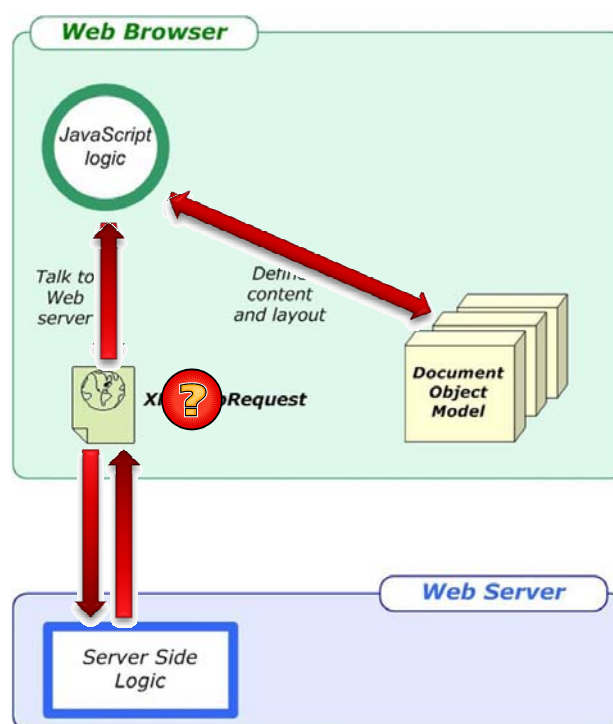 Web Browser
JavaScript
logic
Talk to
Web
server
content
and layout
Document
Object
Model
?
Web Server
Server Side
Logic